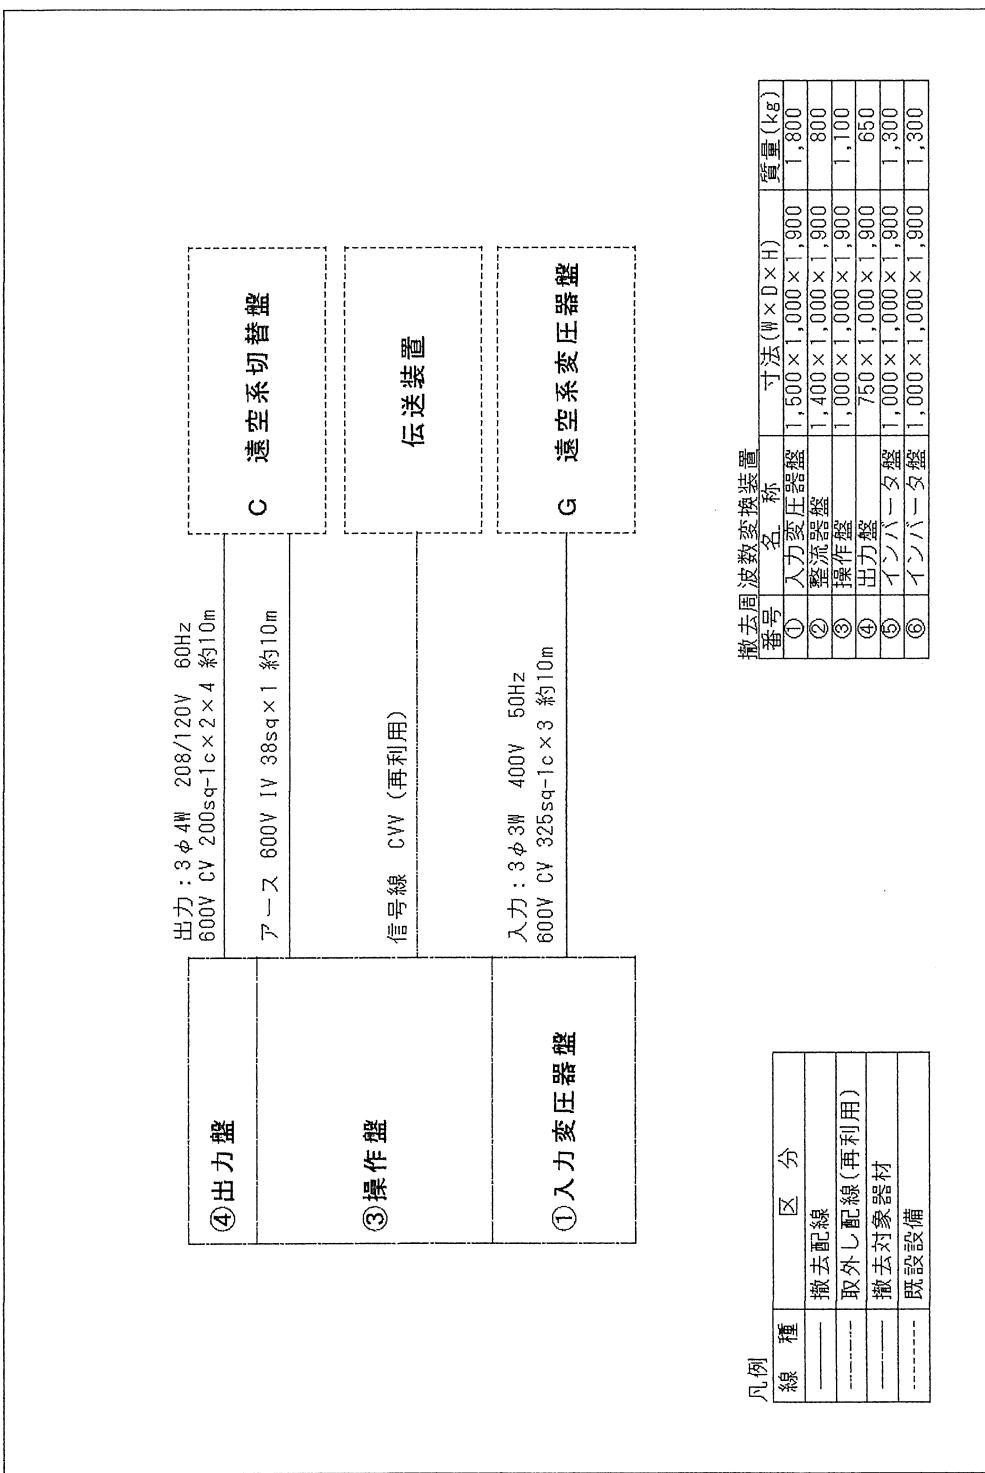 出力：3φ4W 208/120V 60Hz
600V CV 200sq-1c×2×4 約10m
アース 600V IV 38sq×1 約10m
信号線 CVV（再利用）
入力：3φ3W 400V 50Hz
600V CV 325sq-1c×3 約10m
④出力盤
③操作盤
①入力変圧器盤
C 遠空系切替盤
伝送装置
G 遠空系変圧器盤
凡例
線 種 区 分
撤去配線
取外し配線(再利用)
撤去対象器材
既設設備
撤去周波数変換装置
番号 名 称 寸法(W×D×H) 質量(kg)
① 入力変圧器盤 1,500×1,000×1,900 1,800
② 整流器盤 1,400×1,000×1,900 800
③ 操作盤 1,000×1,000×1,900 1,100
④ 出力盤 750×1,000×1,900 650
⑤ インバータ盤 1,000×1,000×1,900 1,300
⑥ インバータ盤 1,000×1,000×1,900 1,300